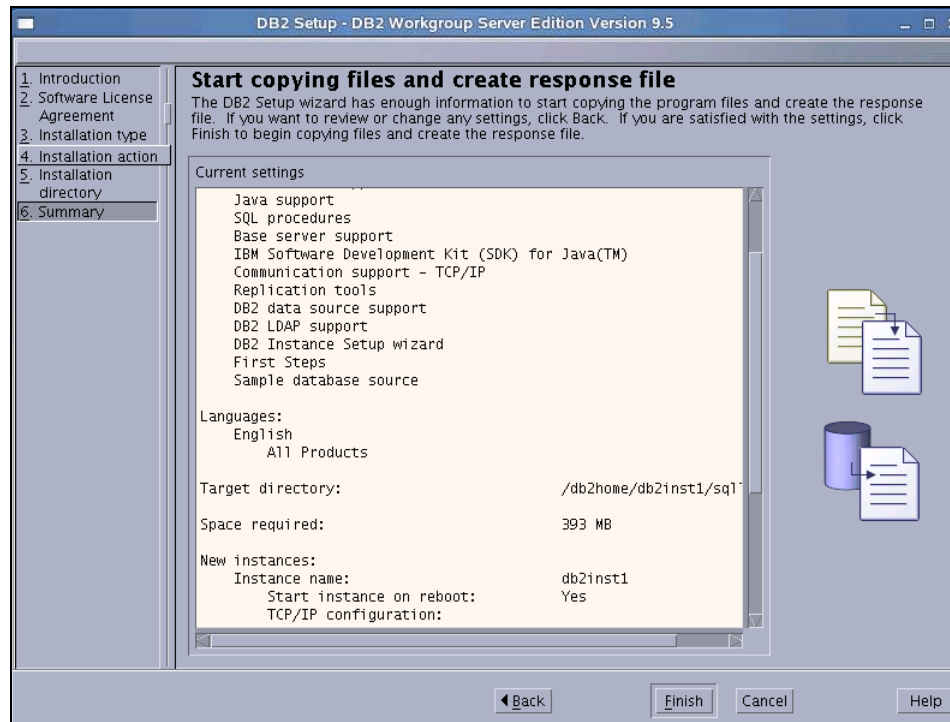 DB2 Setup - DB2 Workgroup Server Edition Version 9.5
1. Introduction
2. Software License
Agreement
3. Installation type
4. Installation action
5. Installation
directory
6. Summary
Start copying files and create response file
The DB2 Setup wizard has enough information to start copying the program files and create the response
file. If you want to review or change any settings, click Back. If you are satisfied with the settings, click
Finish to begin copying files and create the response file.
Current settings
Java support
SQL procedures
Base server support
IBM Software Development Kit (SDK) for Java(TM)
Communication support - TCP/IP
Replication tools
DB2 data source support
DB2 LDAP support
DB2 Instance Setup wizard
First Steps
Sample database source
Languages:
English
All Products
Target directory: /db2home/db2inst1/sql
Space required: 393 MB
New instances:
Instance name: db2inst1
Start instance on reboot: Yes
TCP/IP configuration:
Back
Finish
Cancel
Help